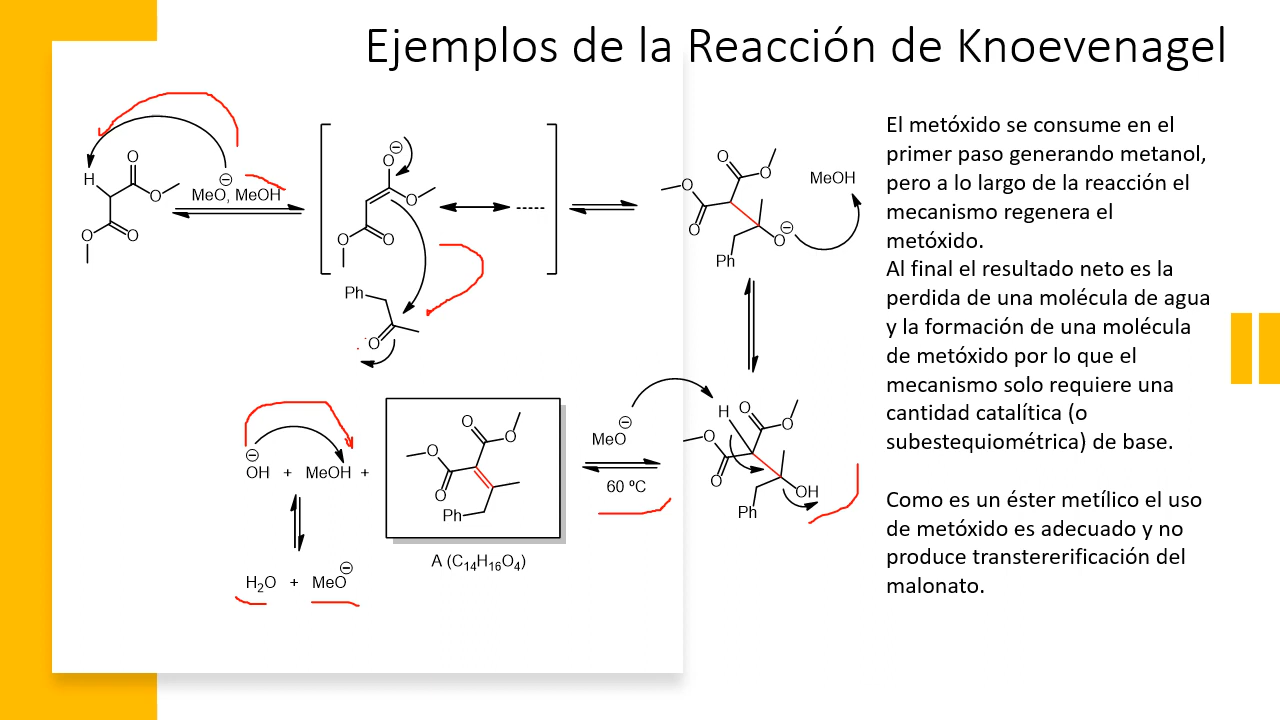 Ejemplos de la Reacción de Knoevenagel
El metóxido se consume en el
primer paso generando metanol,
pero a lo largo de la reacción el
mecanismo regenera el
metóxido.
Al final el resultado neto es la
perdida de una molécula de agua
y la formación de una molécula
de metóxido por lo que el
mecanismo solo requiere una
cantidad catalítica (o
subestequiométrica) de base.
Como es un éster metílico el uso
de metóxido es adecuado y no
produce transtererificación del
malonato.
H
O
O
O
O
MeO, MeOH
⊖
O
O
O
O
⊖
Ph
O
O
O
O
O
O
⊖
Ph
MeOH
H
O
O
O
O
OH
Ph
MeO
⊖
60 ºC
O
O
O
O
Ph
A (C₁₄H₁₆O₄)
⊖
OH + MeOH +
H₂O + MeO
⊖